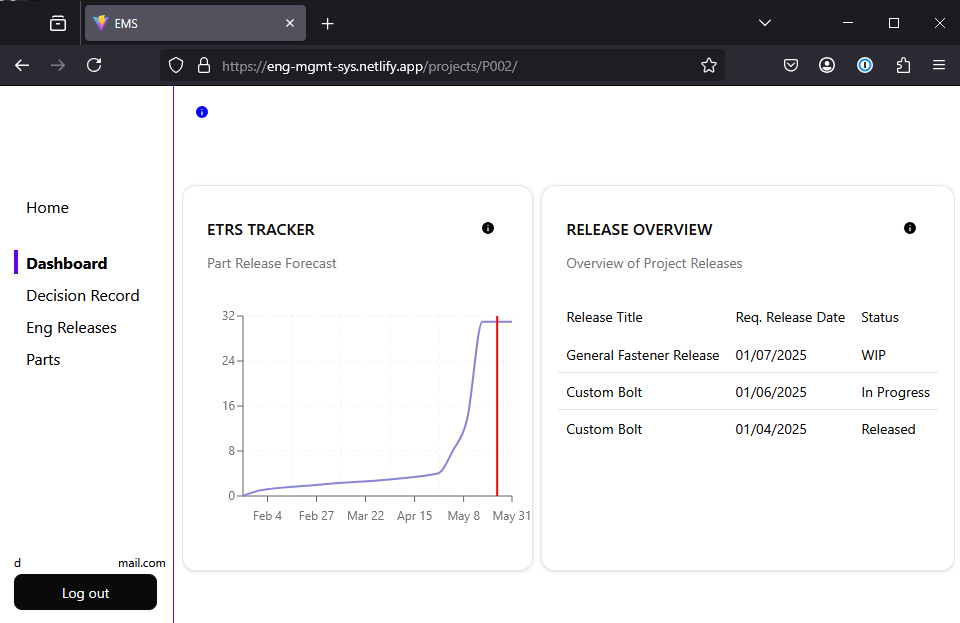 EMS
https://eng-mgmt-sys.netlify.app/projects/P002/
Home
Dashboard
Decision Record
Eng Releases
Parts
d mail.com
Log out
ETRS TRACKER
Part Release Forecast
32
24
16
8
0
Feb 4 Feb 27 Mar 22 Apr 15 May 8 May 31
RELEASE OVERVIEW
Overview of Project Releases
Release Title Req. Release Date Status
General Fastener Release 01/07/2025 WIP
Custom Bolt 01/06/2025 In Progress
Custom Bolt 01/04/2025 Released